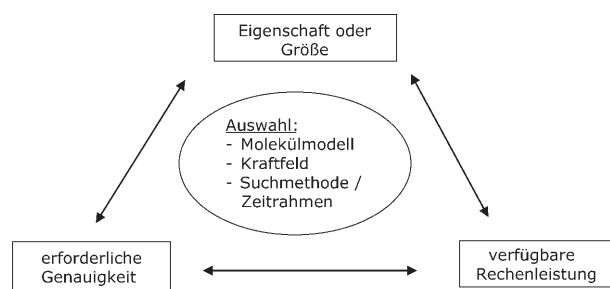 Eigenschaft oder
Größe
Auswahl:
- Molekülmodell
- Kraftfeld
- Suchmethode /
Zeitrahmen
erforderliche
Genauigkeit
verfügbare
Rechenleistung